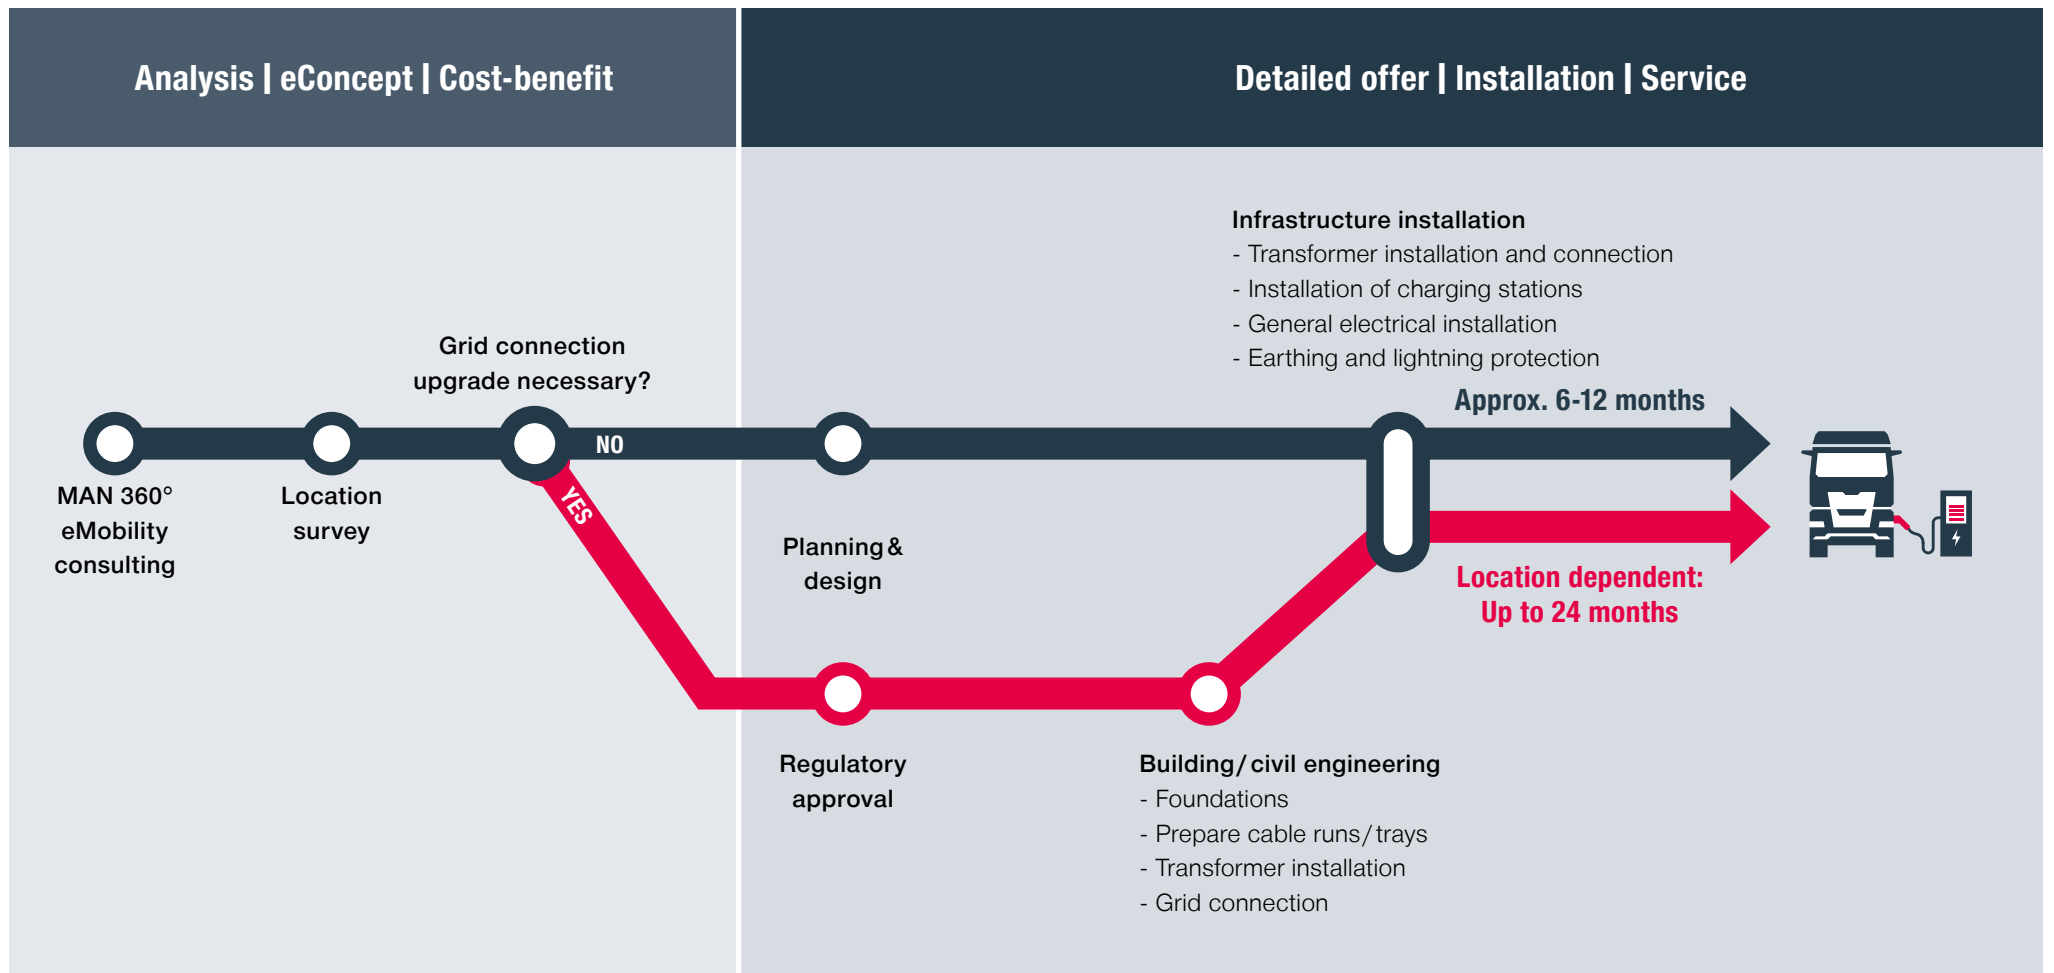 Analysis | eConcept | Cost-benefit
Detailed offer | Installation | Service
Infrastructure installation
- Transformer installation and connection
- Installation of charging stations
- General electrical installation
- Earthing and lightning protection
Grid connection
upgrade necessary?
Approx. 6-12 months
NO
YES
MAN 360°
eMobility
consulting
Location
survey
Planning & 
design
Location dependent:
Up to 24 months
Regulatory
approval
Building/civil engineering
- Foundations
- Prepare cable runs/trays
- Transformer installation
- Grid connection